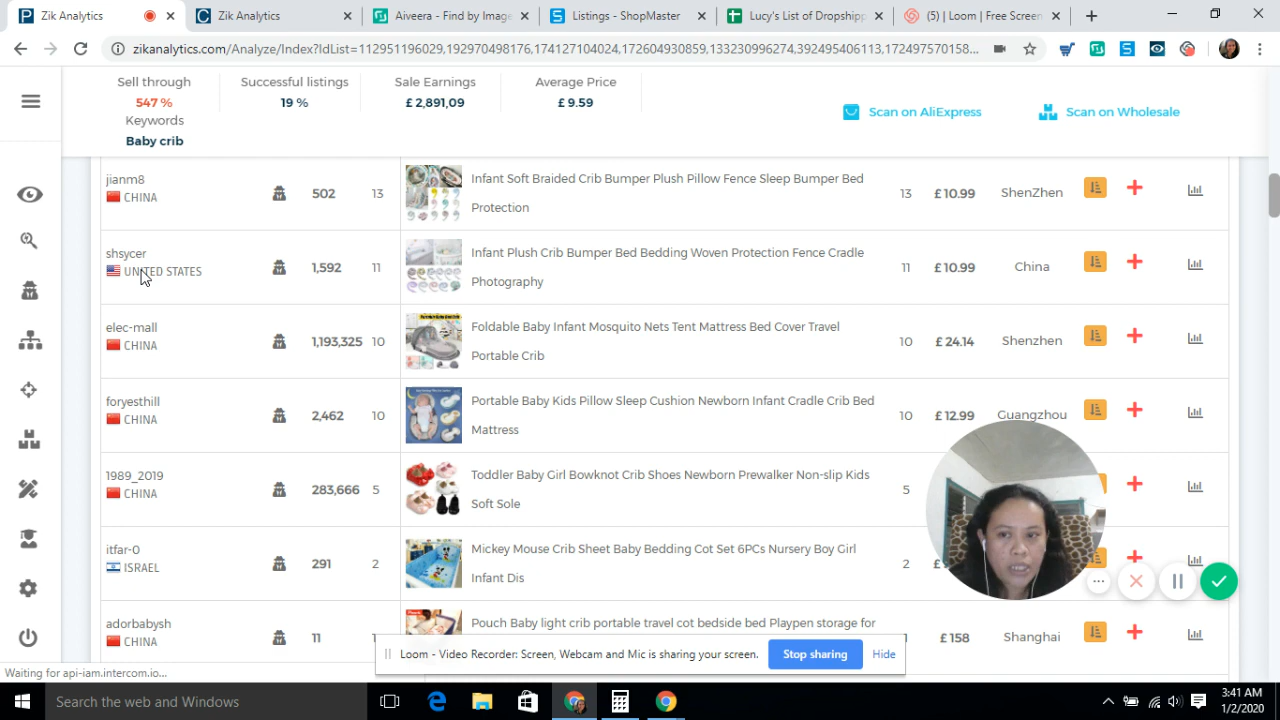 Zik Analytics
Zik Analytics
Aiveera - Find by Image
Listings - ShopMaster
Lucy's List of Dropshipp
(5) | Loom | Free Screen
zikanalytics.com/Analyze/Index?IdList=112951196029,192970498176,174127104024,172604930859,133230996274,392495406113,172497570158...
Sell through
547 %
Successful listings
19 %
Sale Earnings
£ 2,891,09
Average Price
£ 9.59
Keywords
Baby crib
Scan on AliExpress
Scan on Wholesale
jianm8
CHINA
502
13
Infant Soft Braided Crib Bumper Plush Pillow Fence Sleep Bumper Bed
Protection
13
£ 10.99
ShenZhen
shsycer
UNITED STATES
1,592
11
Infant Plush Crib Bumper Bed Bedding Woven Protection Fence Cradle
Photography
11
£ 10.99
China
elec-mall
CHINA
1,193,325
10
Foldable Baby Infant Mosquito Nets Tent Mattress Bed Cover Travel
Portable Crib
10
£ 24.14
Shenzhen
foryesthill
CHINA
2,462
10
Portable Baby Kids Pillow Sleep Cushion Newborn Infant Cradle Crib Bed
Mattress
10
£ 12.99
Guangzhou
1989_2019
CHINA
283,666
5
Toddler Baby Girl Bowknot Crib Shoes Newborn Prewalker Non-slip Kids
Soft Sole
5
itfar-0
ISRAEL
291
2
Mickey Mouse Crib Sheet Baby Bedding Cot Set 6PCs Nursery Boy Girl
Infant Dis
2
£
adorbabysh
CHINA
11
Pouch Baby light crib portable travel cot bedside bed Playpen storage for
£ 158
Shanghai
Loom - Video Recorder: Screen, Webcam and Mic is sharing your screen.
Stop sharing
Hide
Waiting for api-iam.intercom.io...
Search the web and Windows
3:41 AM
1/2/2020